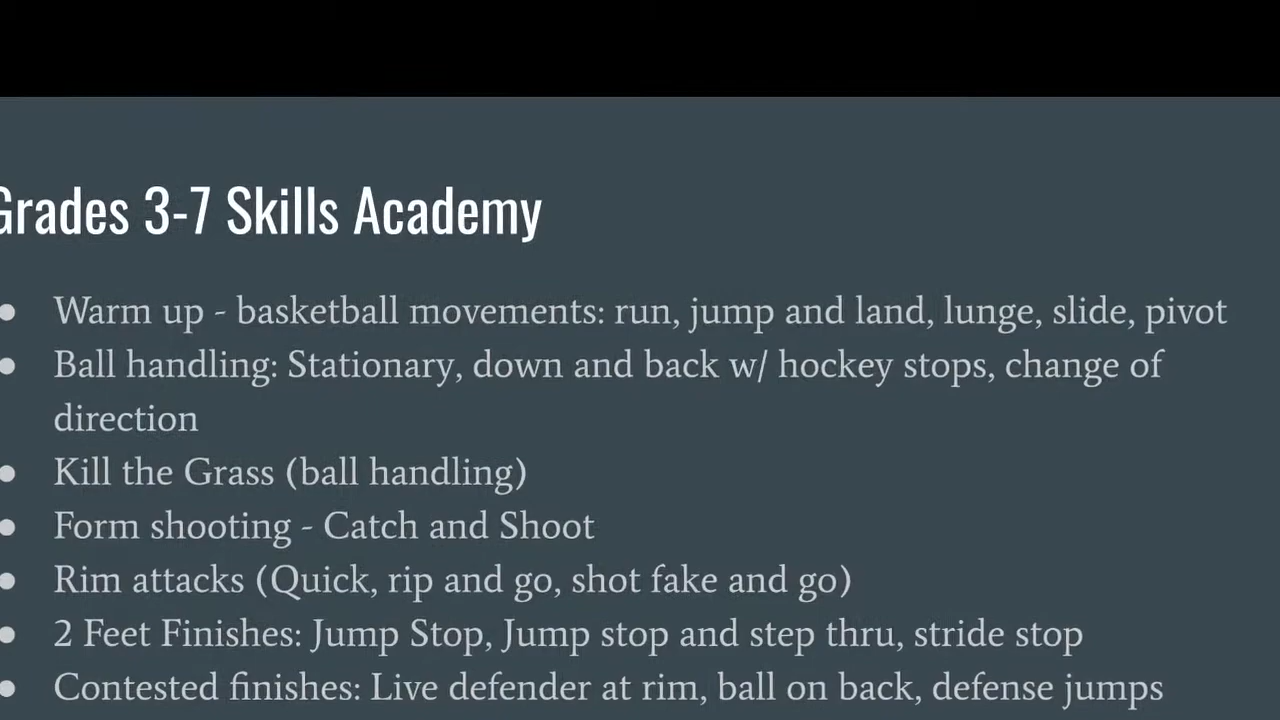 Grades 3-7 Skills Academy
● Warm up - basketball movements: run, jump and land, lunge, slide, pivot
● Ball handling: Stationary, down and back w/ hockey stops, change of
direction
● Kill the Grass (ball handling)
● Form shooting - Catch and Shoot
● Rim attacks (Quick, rip and go, shot fake and go)
● 2 Feet Finishes: Jump Stop, Jump stop and step thru, stride stop
● Contested finishes: Live defender at rim, ball on back, defense jumps